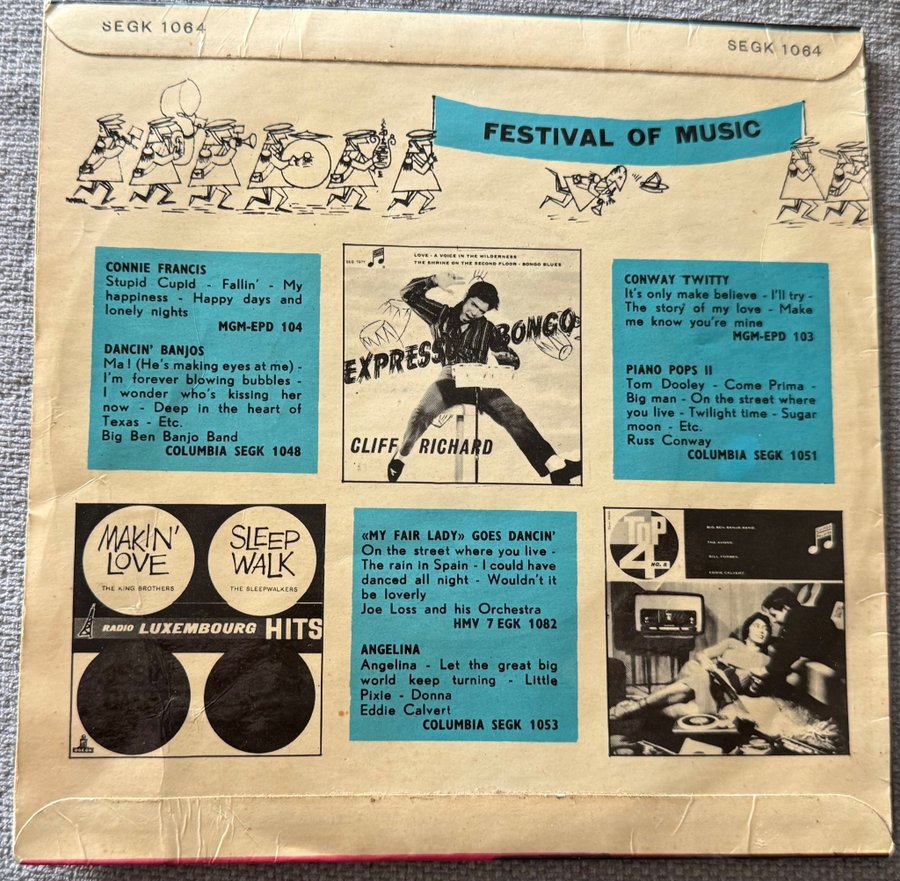 SEGK 1064
SEGK 1064
FESTIVAL OF MUSIC
CONNIE FRANCIS
Stupid Cupid - Fallin' - My
happiness - Happy days and
lonely nights
MGM-EPD 104
DANCIN' BANJOS
Ma! (He's making eyes at me) -
I'm forever blowing bubbles -
I wonder who's kissing her
now - Deep in the heart of
Texas - Etc.
Big Ben Banjo Band
COLUMBIA SEGK 1048
LOVE - A VOICE IN THE WILDERNESS
THE SHRINE ON THE SECOND FLOOR - BONGO BLUES
EXPRESSO BONGO
CLIFF RICHARD
CONWAY TWITTY
It's only make believe - I'll try -
The story of my love - Make
me know you're mine
MGM-EPD 103
PIANO POPS II
Tom Dooley - Come Prima -
Big man - On the street where
you live - Twilight time - Sugar
moon - Etc.
Russ Conway
COLUMBIA SEGK 1051
MAKIN'
LOVE
THE KING BROTHERS
SLEEP
WALK
THE SLEEPWALKERS
RADIO LUXEMBOURG HITS
ODEON
«MY FAIR LADY» GOES DANCIN'
On the street where you live -
The rain in Spain - I could have
danced all night - Wouldn't it
be loverly
Joe Loss and his Orchestra
HMV 7 EGK 1082
ANGELINA
Angelina - Let the great big
world keep turning - Little
Pixie - Donna
Eddie Calvert
COLUMBIA SEGK 1053
TOP
4
BIG BEN BANJO BAND
EDDIE CALVERT